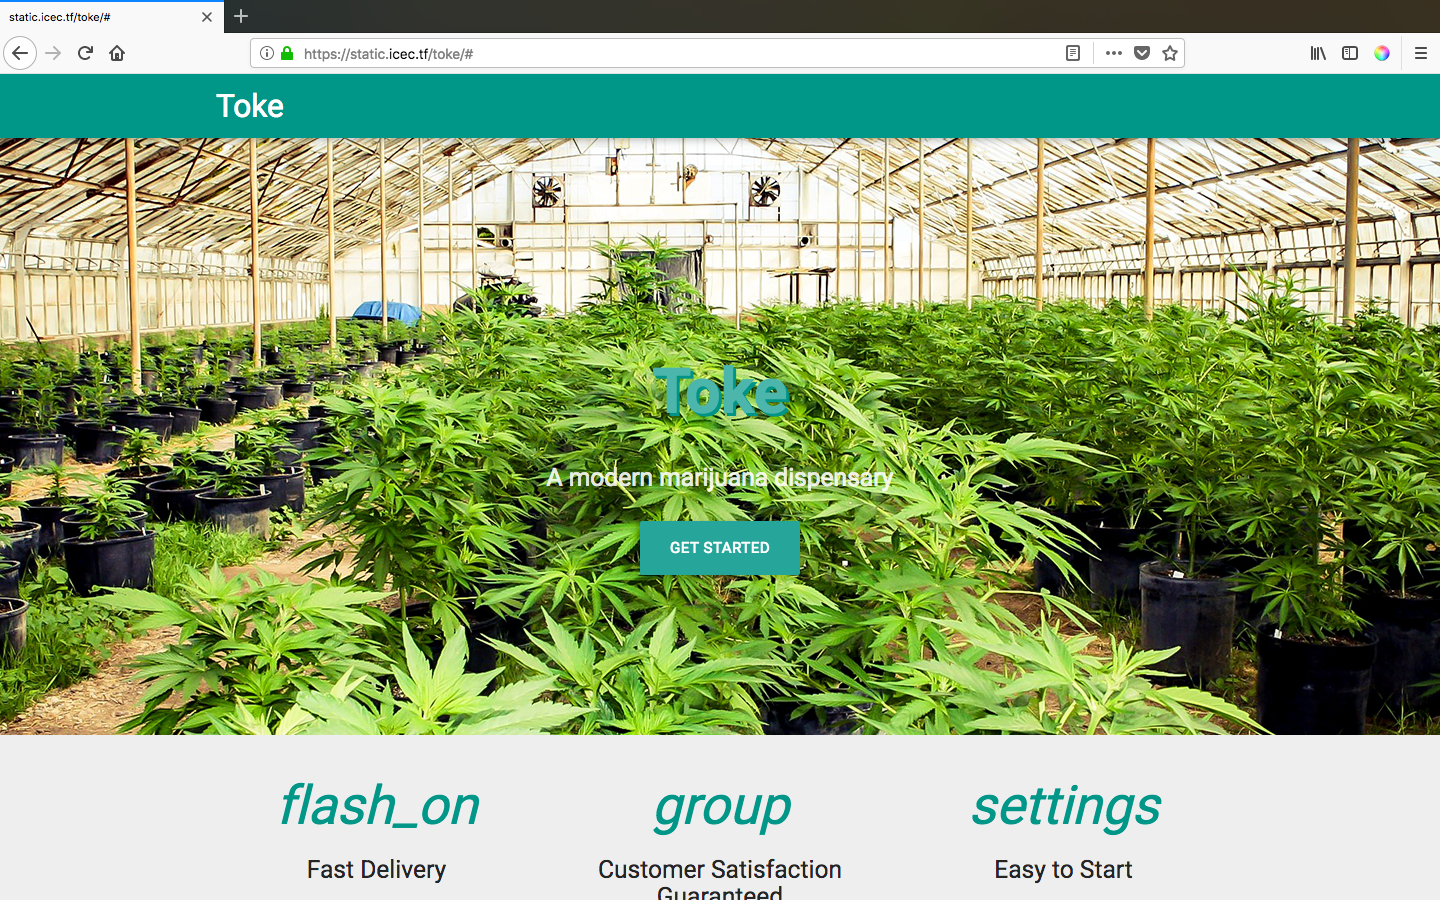 static.icec.tf/toke/#
https://static.icec.tf/toke/#
Toke
Toke
A modern marijuana dispensary
GET STARTED
flash_on
group
settings
Fast Delivery
Customer Satisfaction
Guaranteed
Easy to Start